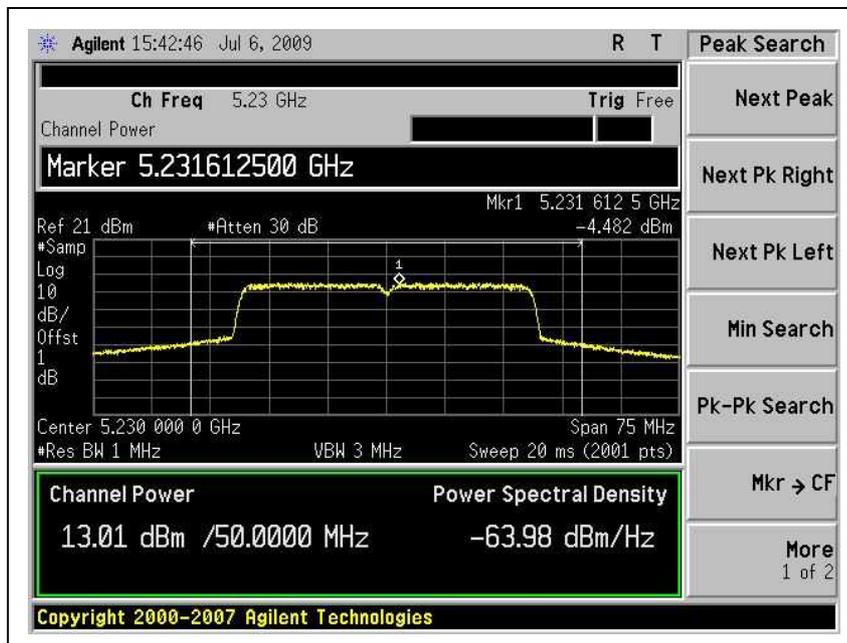 Agilent 15:42:46 Jul 6, 2009 R T Peak Search
Ch Freq 5.23 GHz Trig Free
Channel Power
Marker 5.231612500 GHz
Mkr1 5.231 612 5 GHz
Ref 21 dBm #Atten 30 dB -4.482 dBm
#Samp
Log
10
dB/
Offst
1
dB
1
Center 5.230 000 0 GHz Span 75 MHz
#Res BW 1 MHz VBW 3 MHz Sweep 20 ms (2001 pts)
Channel Power Power Spectral Density
13.01 dBm /50.0000 MHz -63.98 dBm/Hz
Next Peak
Next Pk Right
Next Pk Left
Min Search
Pk-Pk Search
Mkr → CF
More
1 of 2
Copyright 2000-2007 Agilent Technologies